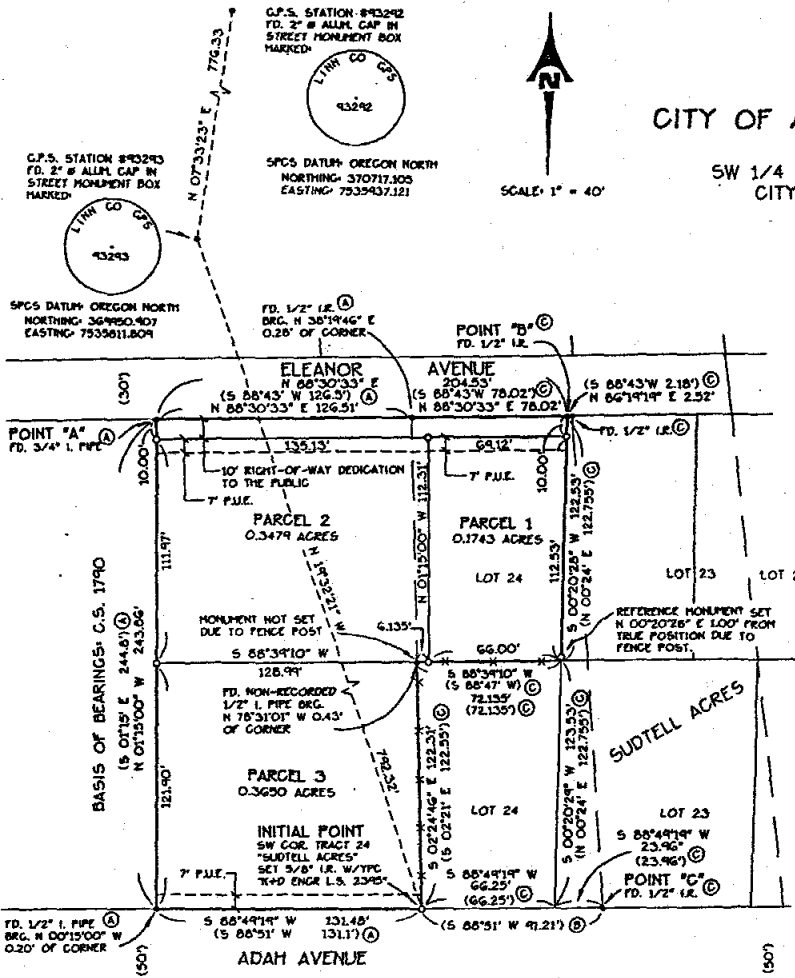 G.P.S. STATION #93292
FD. 2" ø ALUM. CAP IN
STREET MONUMENT BOX
MARKED:
LINN CO GPS
93292
SPCS DATUM: OREGON NORTH
NORTHING: 370717.105
EASTING: 7535937.121
N 07°33'23" E 776.33
N
SCALE: 1" = 40'
CITY OF
SW 1/4
CITY
G.P.S. STATION #93293
FD. 2" ø ALUM. CAP IN
STREET MONUMENT BOX
MARKED:
LINN CO GPS
93293
SPCS DATUM: OREGON NORTH
NORTHING: 369950.907
EASTING: 7535811.809
FD. 1/2" I.R. (A)
BRG. N 38°19'46" E
0.28' OF CORNER
POINT "B" (C)
FD. 1/2" I.R.
ELEANOR AVENUE
(30')
N 88°30'33" E 204.53'
(S 88°43' W 126.5') (A)
N 88°30'33" E 126.51'
(S 88°43'W 78.02') (C)
N 88°30'33" E 78.02'
(S 88°43'W 2.18') (C)
N 86°19'19" E 2.52'
POINT "A"
FD. 3/4" I. PIPE (A)
FD. 1/2" I.R. (C)
10.00'
135.13'
69.12'
10.00'
10' RIGHT-OF-WAY DEDICATION
TO THE PUBLIC
7' P.U.E.
7' P.U.E.
PARCEL 2
0.3479 ACRES
PARCEL 1
0.1743 ACRES
LOT 24
LOT 23
LOT
111.97'
N 01°15'00" W 112.31'
112.53'
S 00°20'28" W 122.53'
(N 00°24' E 122.755') (C)
N 19°32'21" W
792.32'
BASIS OF BEARINGS: C.S. 1790
(S 01°15' E 244.8') (A)
N 01°15'00" W 243.86'
MONUMENT NOT SET
DUE TO FENCE POST
6.135'
REFERENCE MONUMENT SET
N 00°20'28" E 1.00' FROM
TRUE POSITION DUE TO
FENCE POST.
S 88°39'10" W
128.99'
66.00'
S 88°39'10" W
(S 88°47' W) (C)
72.135'
(72.135') (C)
FD. NON-RECORDED
1/2" I. PIPE BRG.
N 78°31'01" W 0.43'
OF CORNER
121.90'
PARCEL 3
0.3650 ACRES
S 02°24'46" E 122.31'
(S 02°21' E 122.55') (C)
S 00°20'29" W 123.53'
(N 00°24' E 122.755') (C)
SUDTELL ACRES
LOT 24
LOT 23
INITIAL POINT
SW COR. TRACT 24
"SUDTELL ACRES"
SET 5/8" I.R. W/YPC
"K+D ENGR L.S. 2395"
7' P.U.E.
S 88°49'19" W
66.25'
(66.25') (C)
S 88°49'19" W
23.96'
(23.96') (C)
POINT "C"
FD. 1/2" I.R. (C)
FD. 1/2" I. PIPE (A)
BRG. N 00°15'00" W
0.20' OF CORNER
S 88°49'19" W 131.48'
(S 88°51' W 131.1') (A)
(S 88°51' W 91.21') (B)
(50')
ADAH AVENUE
(50')